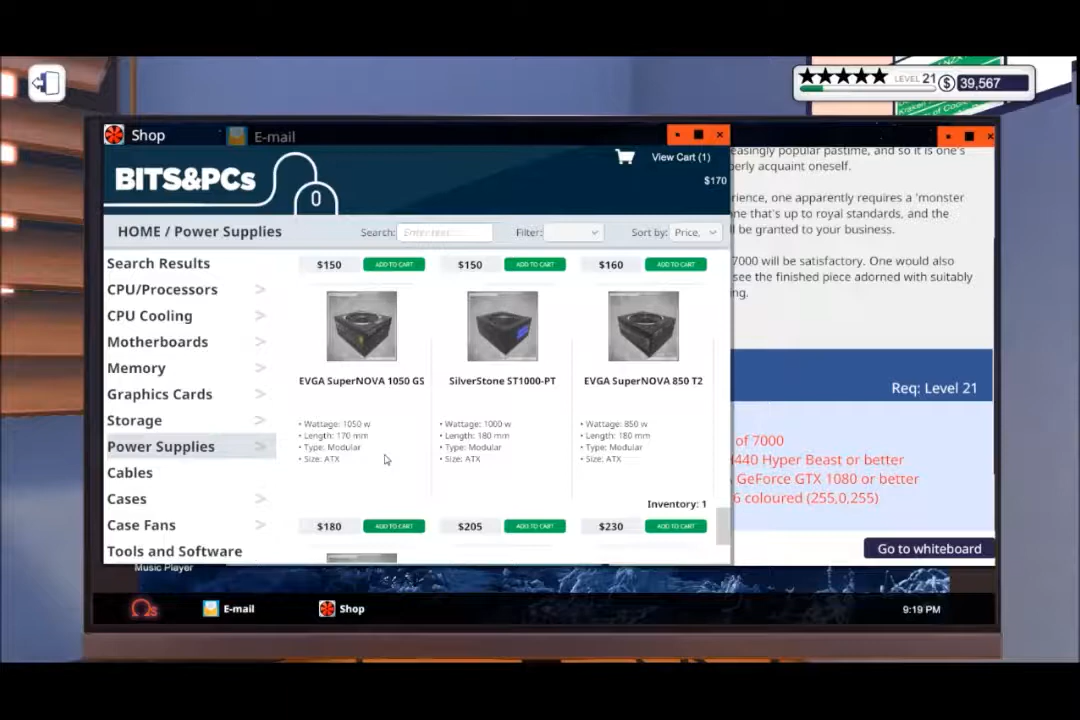 LEVEL 21
$ 39,567
Shop
E-mail
BITS&PCs
View Cart (1)
$170
HOME / Power Supplies
Search:
Enter text...
Filter:
Sort by: Price,
Search Results
CPU/Processors >
CPU Cooling >
Motherboards >
Memory >
Graphics Cards >
Storage >
Power Supplies >
Cables
Cases >
Case Fans >
Tools and Software
$150 ADD TO CART
$150 ADD TO CART
$160 ADD TO CART
EVGA SuperNOVA 1050 GS
• Wattage: 1050 w
• Length: 170 mm
• Type: Modular
• Size: ATX
$180 ADD TO CART
SilverStone ST1000-PT
• Wattage: 1000 w
• Length: 180 mm
• Type: Modular
• Size: ATX
$205 ADD TO CART
EVGA SuperNOVA 850 T2
• Wattage: 850 w
• Length: 180 mm
• Type: Modular
• Size: ATX
Inventory: 1
$230 ADD TO CART
easingly popular pastime, and so it is one's
perly acquaint oneself.
rience, one apparently requires a 'monster
ne that's up to royal standards, and the
ll be granted to your business.
7000 will be satisfactory. One would also
see the finished piece adorned with suitably
ng.
Req: Level 21
of 7000
440 Hyper Beast or better
GeForce GTX 1080 or better
6 coloured (255,0,255)
Go to whiteboard
Music Player
E-mail
Shop
9:19 PM